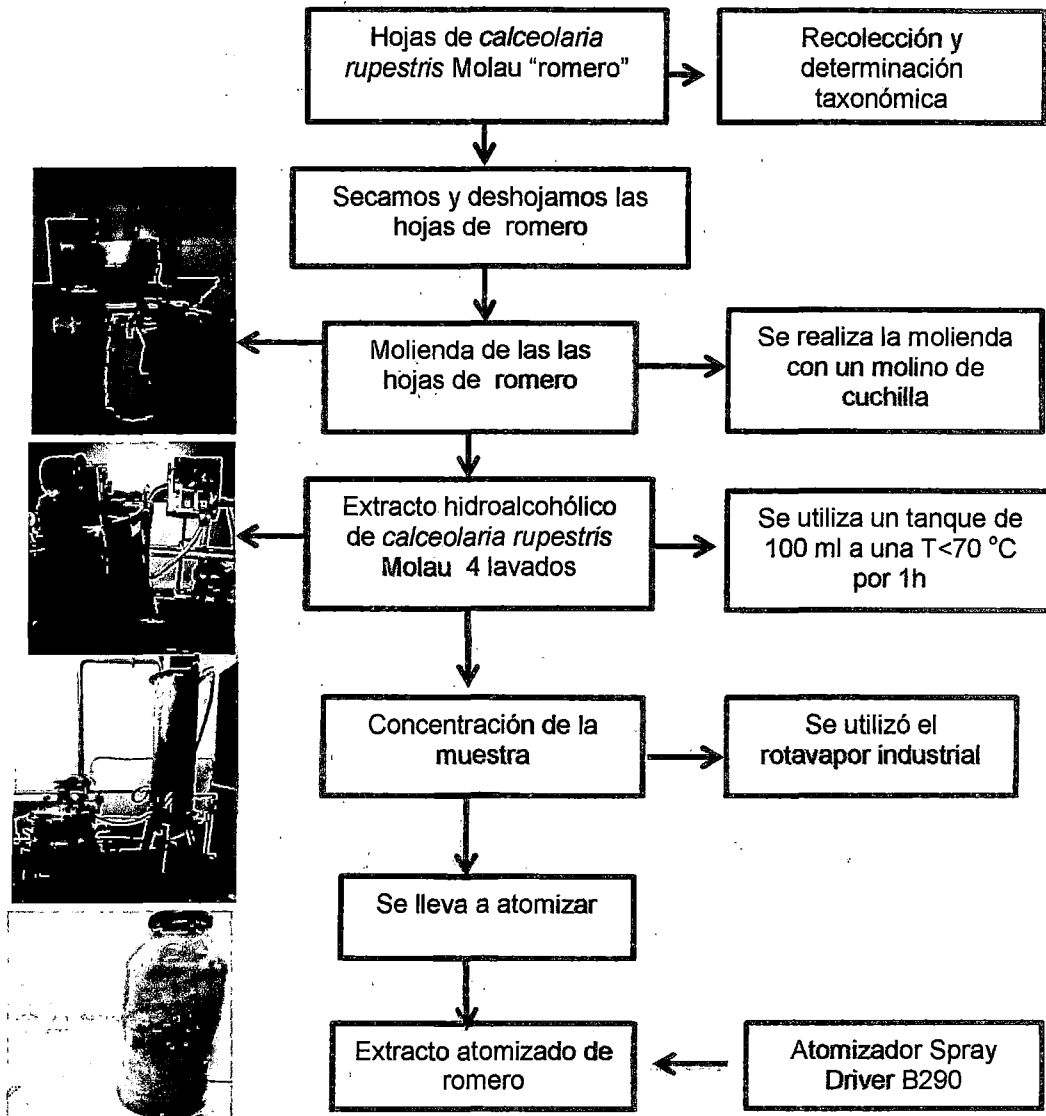 Hojas de calceolaria
rupestris Molau "romero"
Recolección y
determinación
taxonómica
Secamos y deshojamos las
hojas de romero
Molienda de las las
hojas de romero
Se realiza la molienda
con un molino de
cuchilla
Extracto hidroalcohólico
de calceolaria rupestris
Molau 4 lavados
Se utiliza un tanque de
100 ml a una T<70 °C
por 1h
Concentración de la
muestra
Se utilizó el
rotavapor industrial
Se lleva a atomizar
Extracto atomizado de
romero
Atomizador Spray
Driver B290